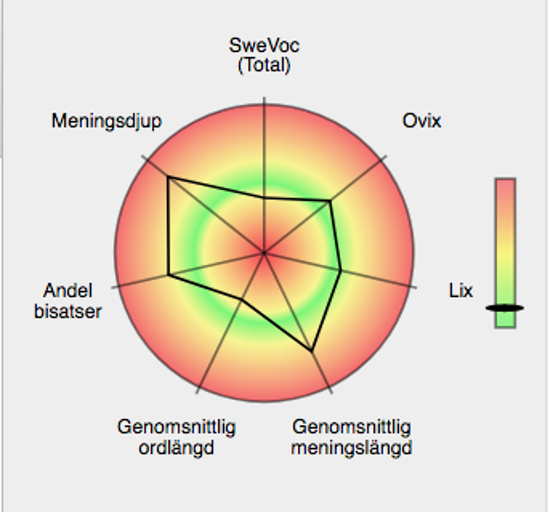 SweVoc
(Total)
Meningsdjup
Ovix
Andel
bisatser
Lix
Genomsnittlig
ordlängd
Genomsnittlig
meningslängd